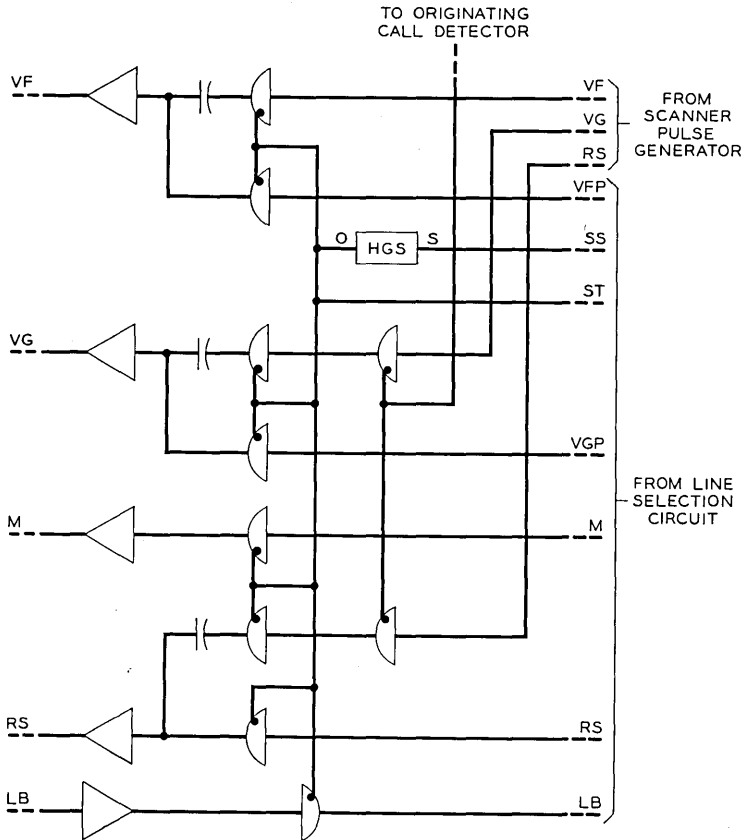 TO ORIGINATING
CALL DETECTOR
VF
VF
FROM
SCANNER
PULSE
GENERATOR
VG
RS
VFP
O HGS S
SS
ST
VG
VGP
FROM LINE
SELECTION
CIRCUIT
M
M
RS
RS
LB
LB